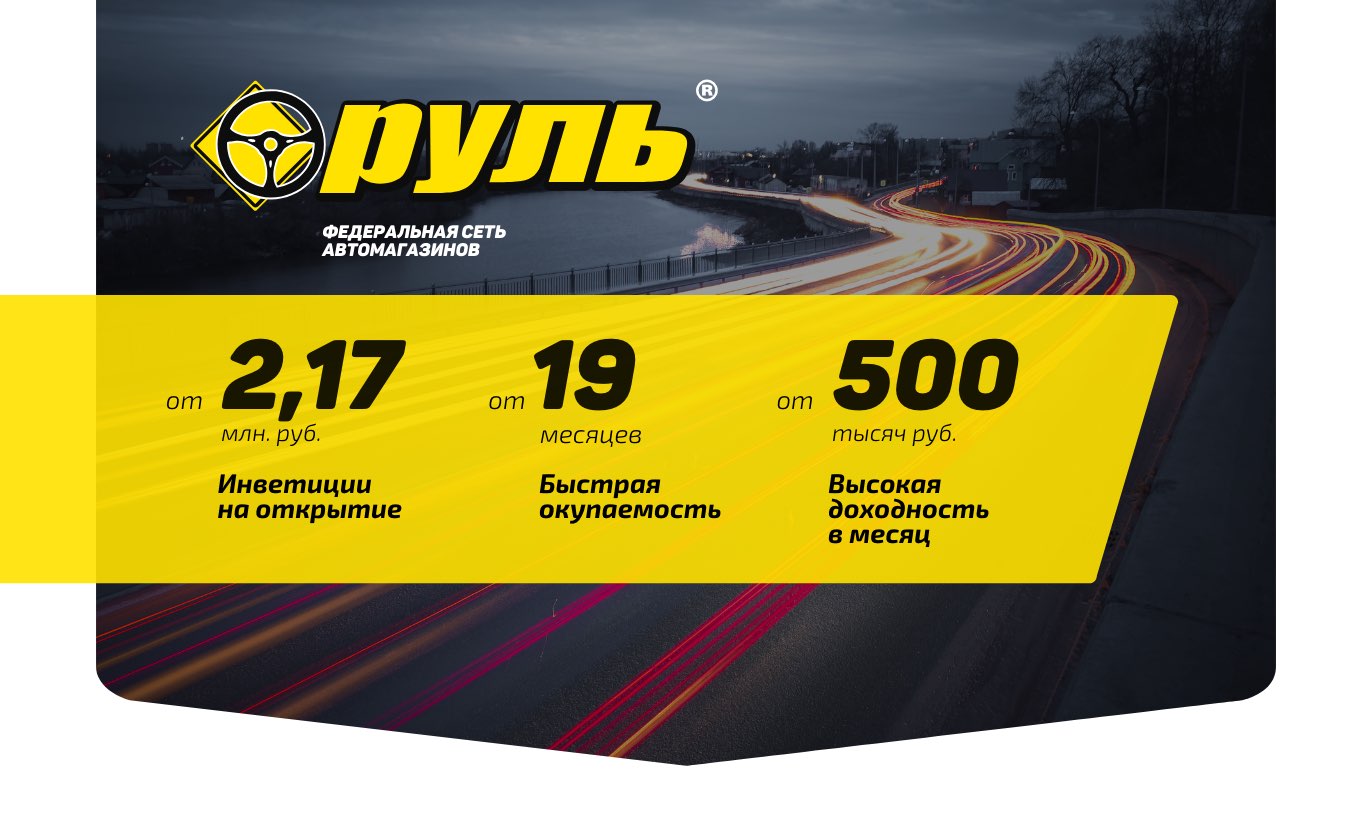 руль ®
ФЕДЕРАЛЬНАЯ СЕТЬ
АВТОМАГАЗИНОВ
от 2,17
млн. руб.
Инветиции
на открытие
от 19
месяцев
Быстрая
окупаемость
от 500
тысяч руб.
Высокая
доходность
в месяц